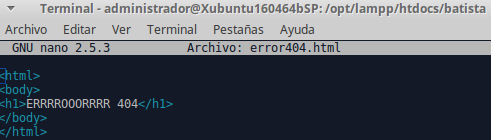 Terminal - administrador@Xubuntu160464bSP: /opt/lampp/htdocs/batista
Archivo Editar Ver Terminal Pestañas Ayuda
GNU nano 2.5.3 Archivo: error404.html
<html>
<body>
<h1>ERRRROOORRRR 404</h1>
</body>
</html>